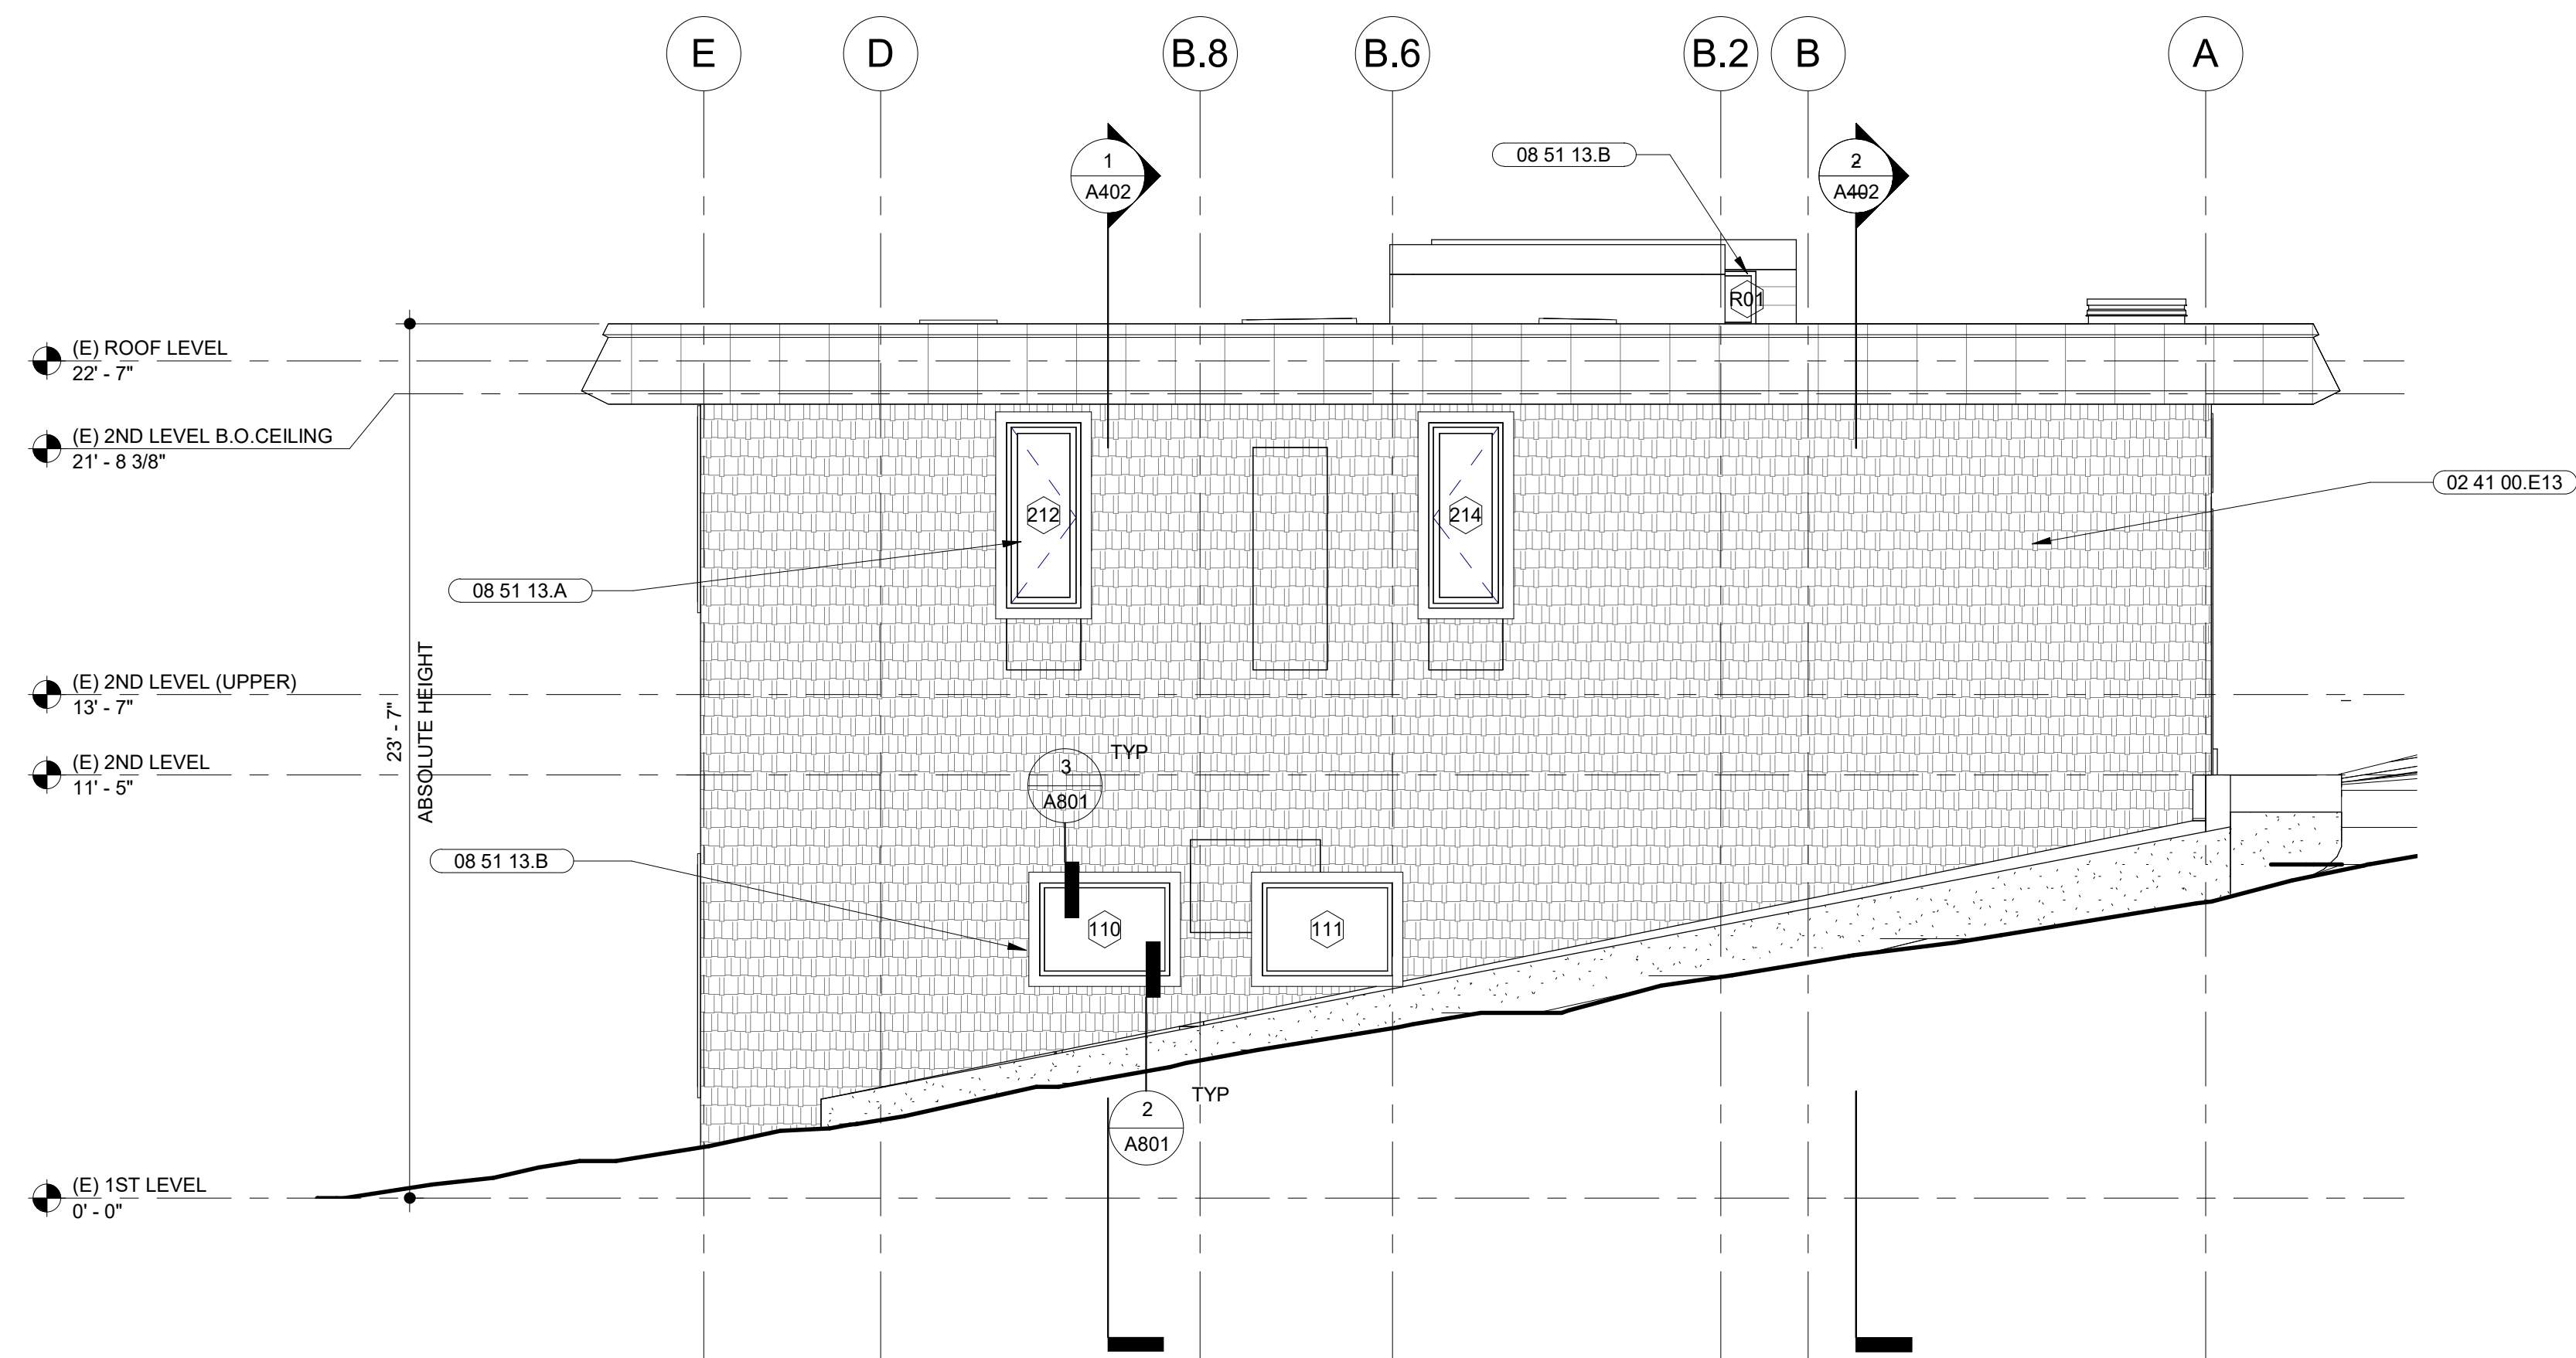 E
D
B.8
B.6
B.2
B
A
1
A402
08 51 13.B
2
A402
R01
(E) ROOF LEVEL
22' - 7"
(E) 2ND LEVEL B.O.CEILING
21' - 8 3/8"
02 41 00.E13
212
214
08 51 13.A
(E) 2ND LEVEL (UPPER)
13' - 7"
23' - 7"
ABSOLUTE HEIGHT
(E) 2ND LEVEL
11' - 5"
TYP
3
A801
08 51 13.B
110
111
TYP
2
A801
(E) 1ST LEVEL
0' - 0"